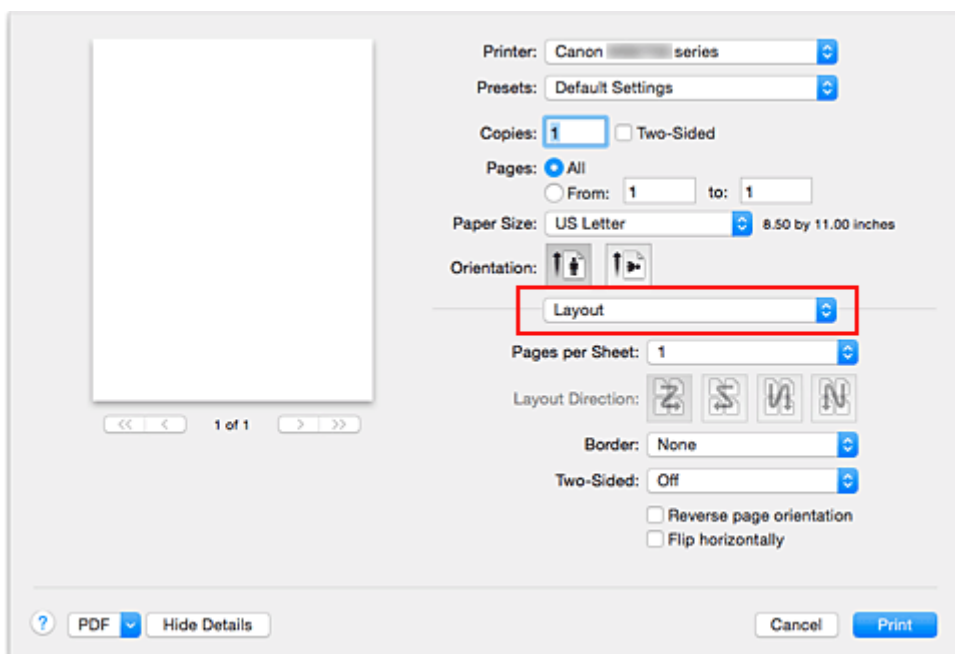 Printer: Canon series
Presets: Default Settings
Copies: 1 Two-Sided
Pages: All
From: 1 to: 1
Paper Size: US Letter 8.50 by 11.00 inches
Orientation:
Layout
Pages per Sheet: 1
Layout Direction:
<< < 1 of 1 > >>
Border: None
Two-Sided: Off
Reverse page orientation
Flip horizontally
? PDF Hide Details Cancel Print